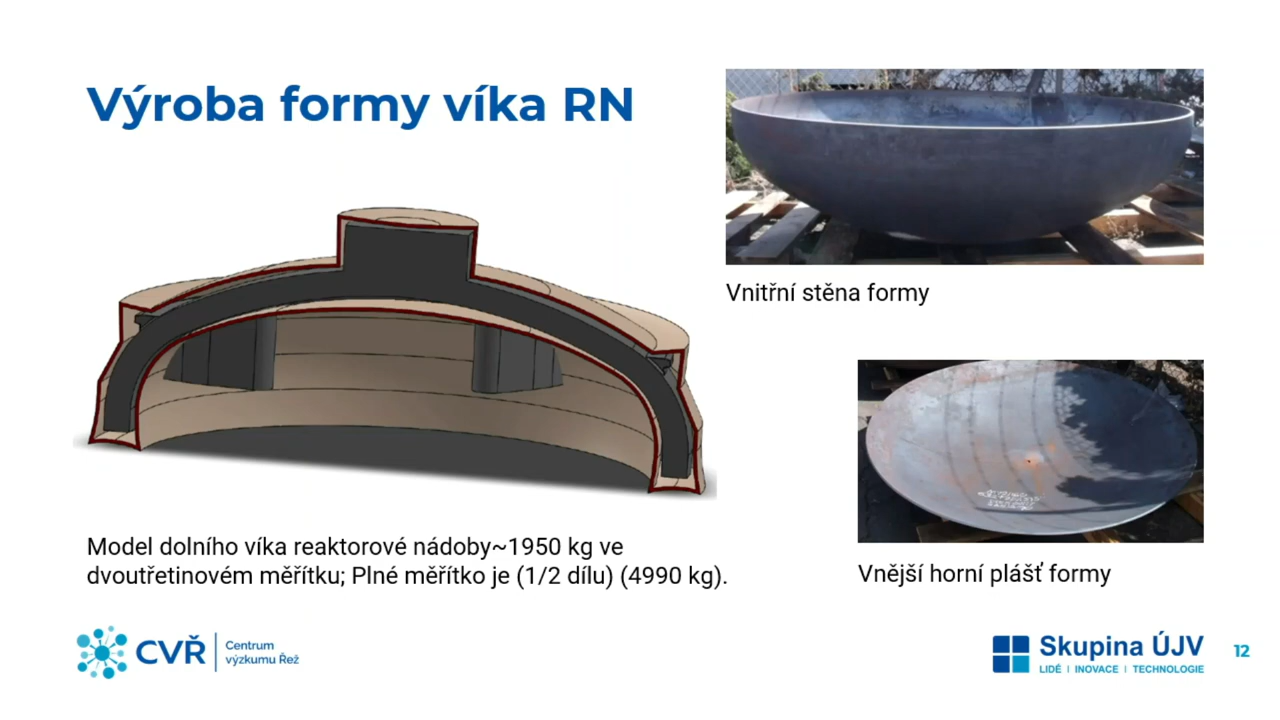 Výroba formy víka RN
Vnitřní stěna formy
Model dolního víka reaktorové nádoby~1950 kg ve
dvoutřetinovém měřítku; Plné měřítko je (1/2 dílu) (4990 kg).
Vnější horní plášť formy
CVŘ
Centrum
výzkumu Řež
Skupina ÚJV
LIDÉ | INOVACE | TECHNOLOGIE
12